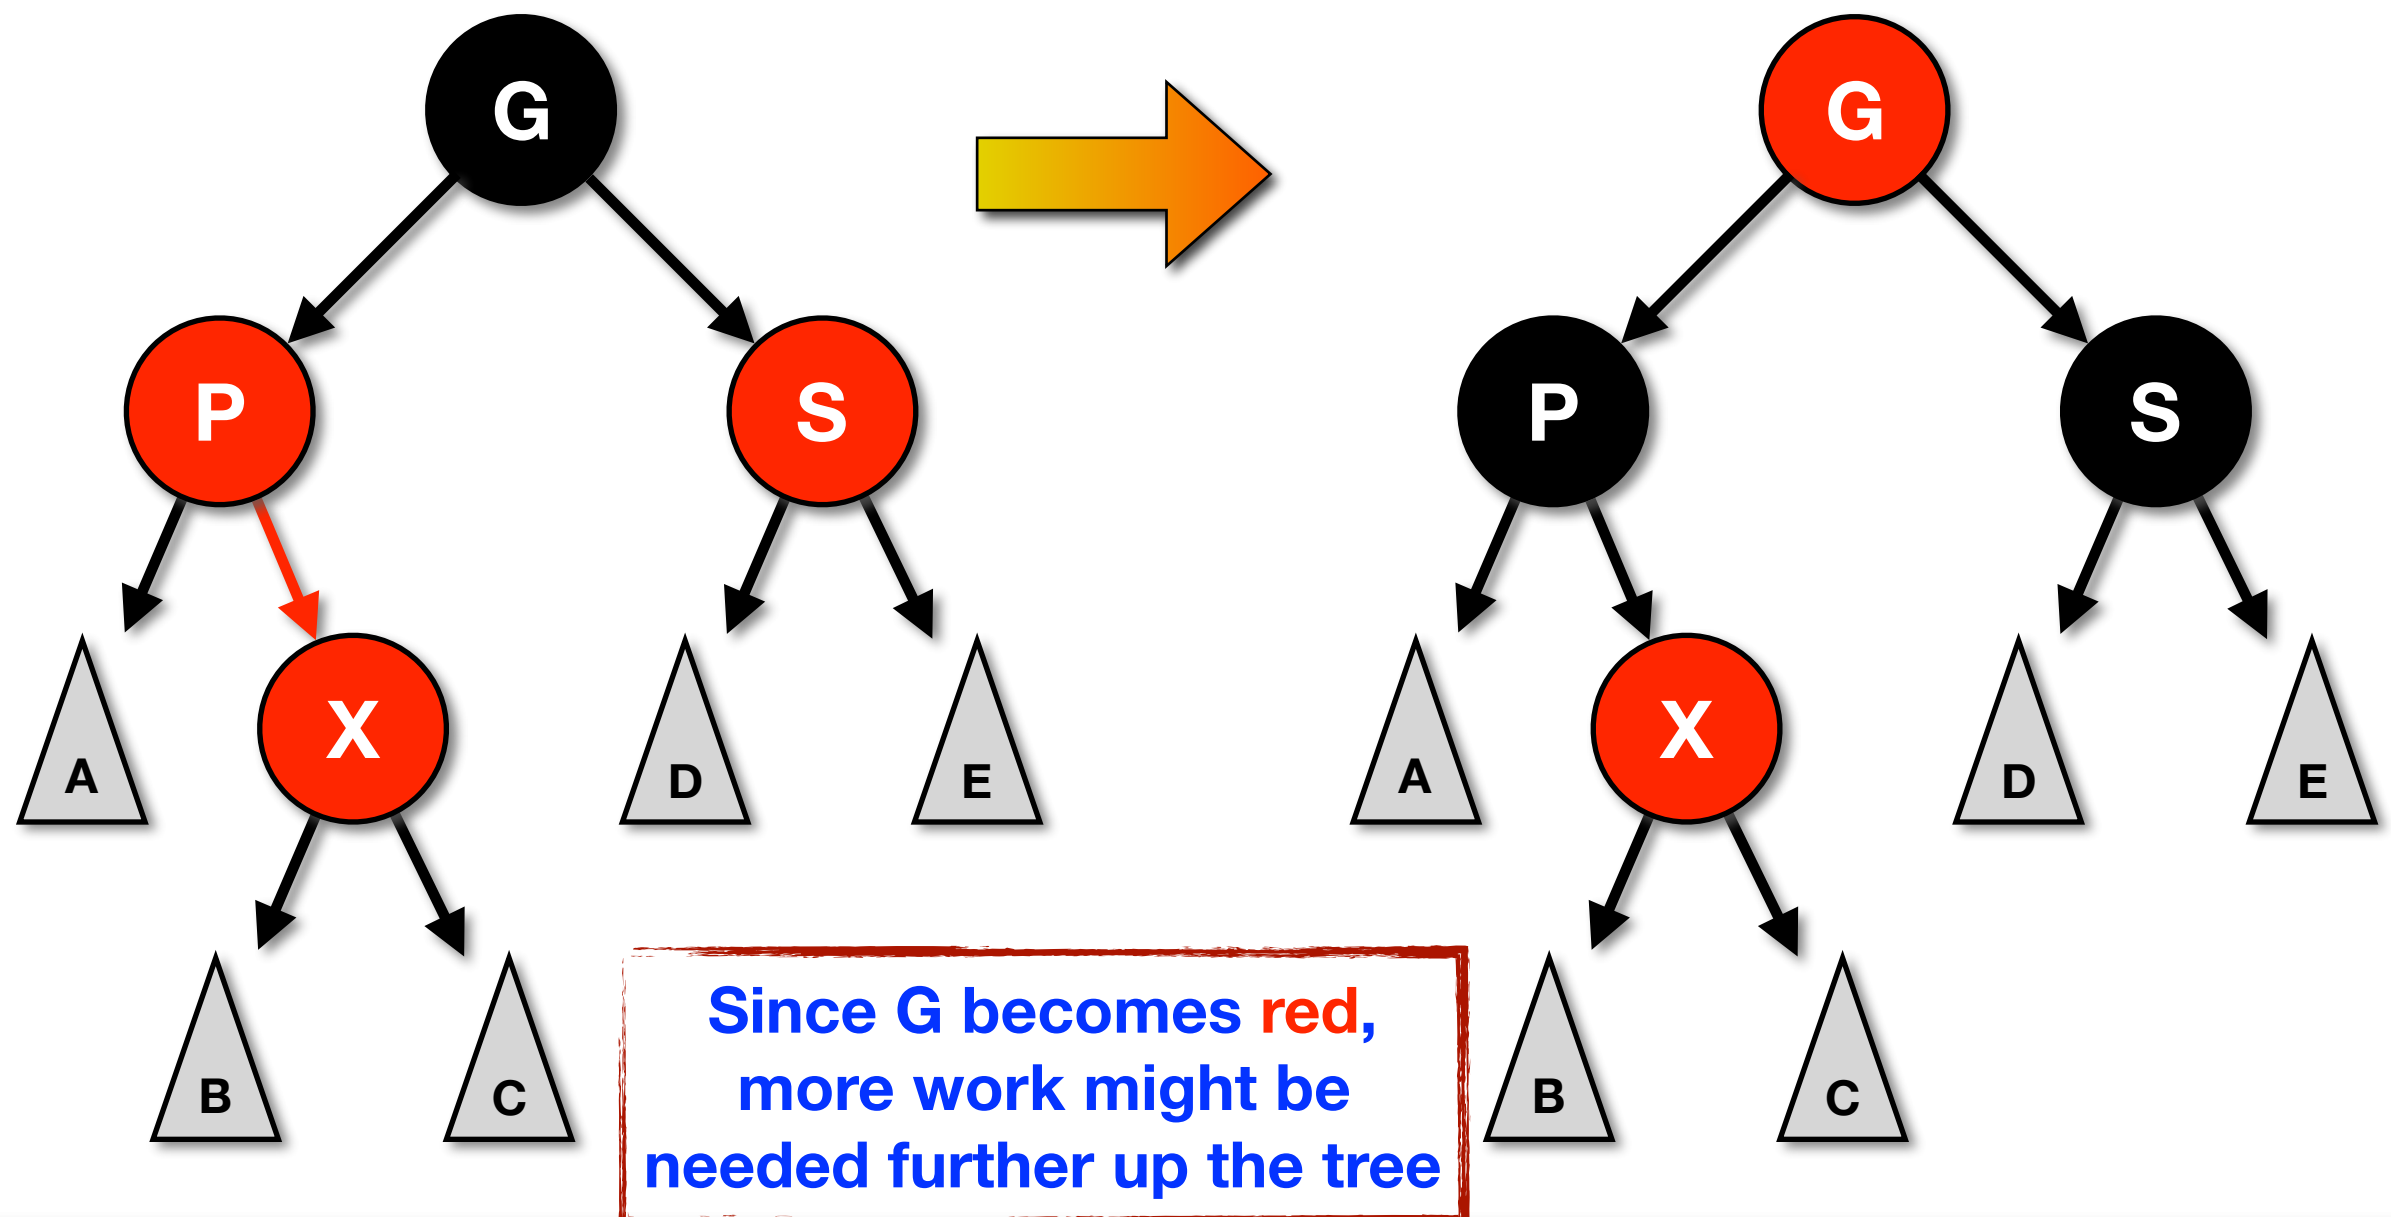 G
G
P
S
P
S
X
X
A
D
E
A
D
E
B
C
B
C
Since G becomes red,
more work might be
needed further up the tree